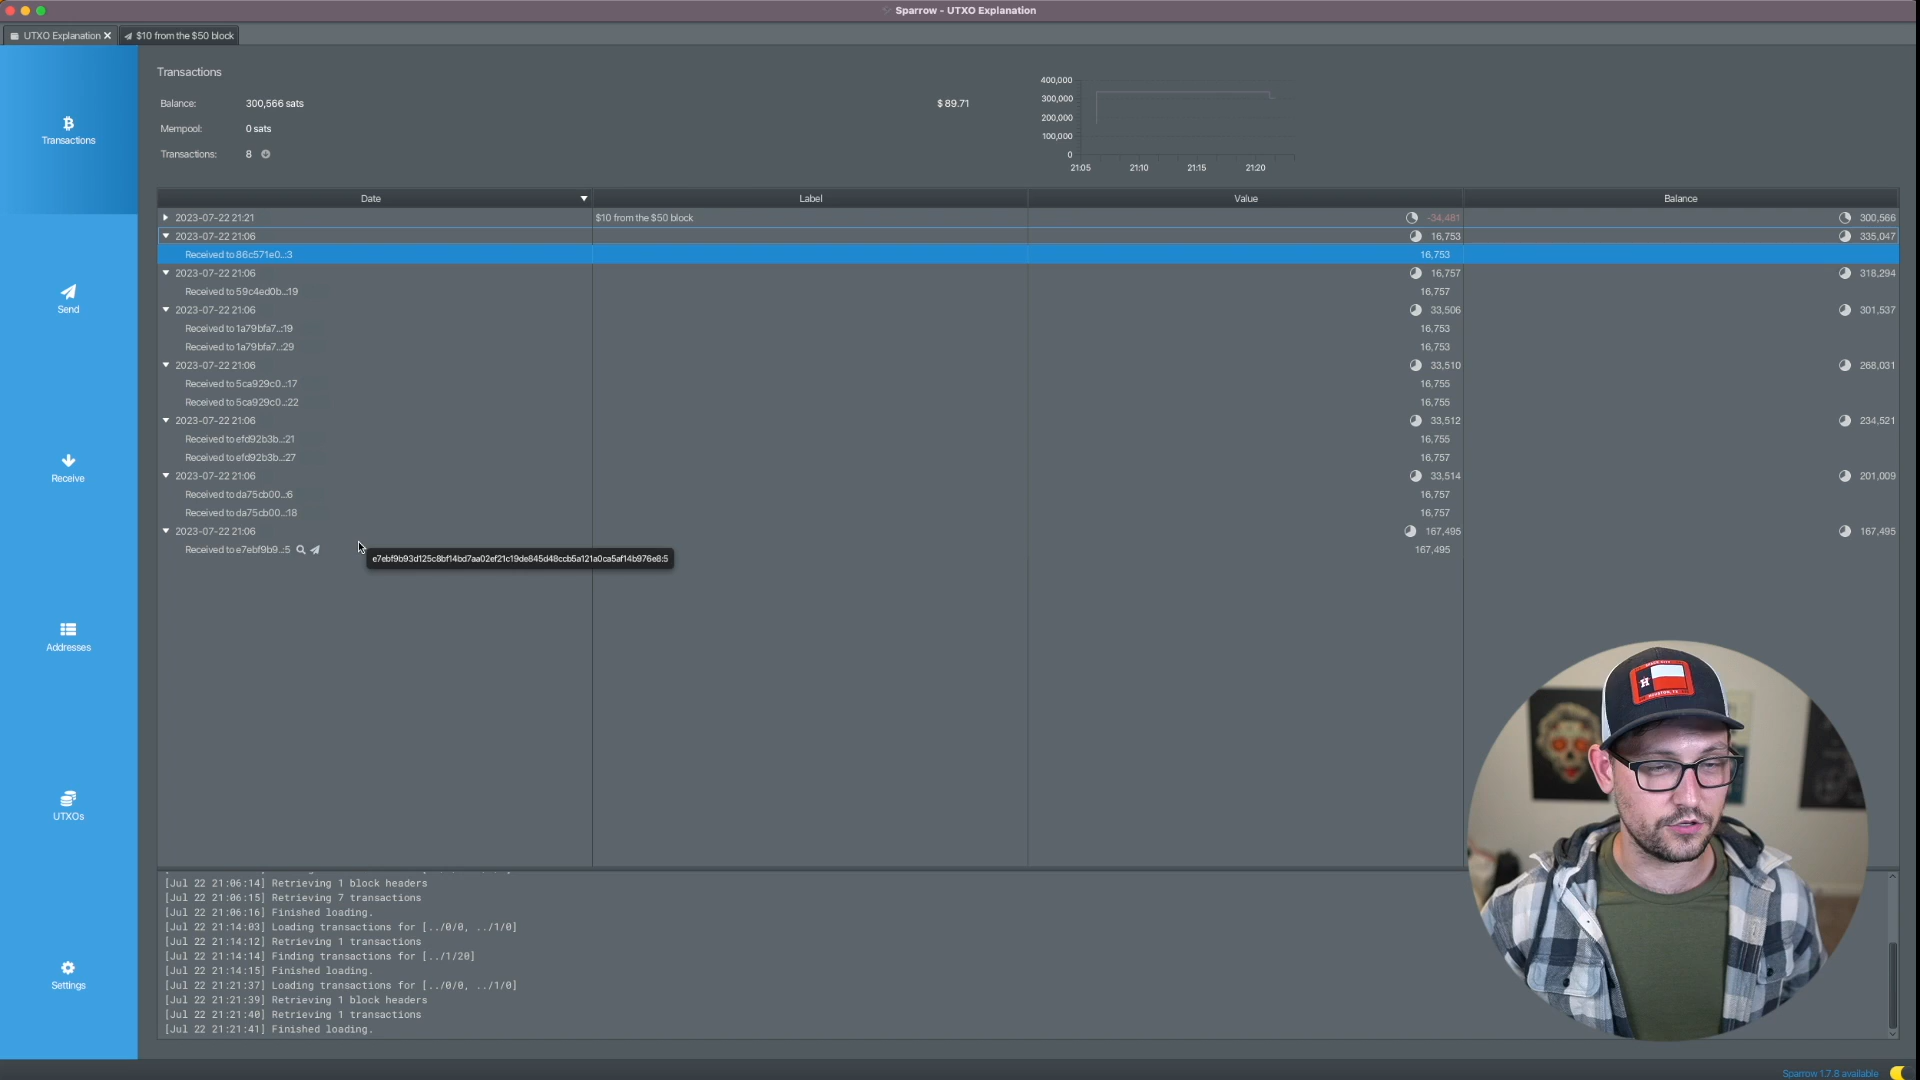 Sparrow - UTXO Explanation
UTXO Explanation
$10 from the $50 block
Transactions
Balance: 300,566 sats $ 89.71
Mempool: 0 sats
Transactions: 8
400,000
300,000
200,000
100,000
0
21:05 21:10 21:15 21:20
Date Label Value Balance
2023-07-22 21:21 $10 from the $50 block -34,481 300,566
2023-07-22 21:06 16,753 335,047
Received to 86c571e0..:3 16,753
2023-07-22 21:06 16,757 318,294
Received to 59c4ed0b..:19 16,757
2023-07-22 21:06 33,506 301,537
Received to 1a79bfa7..:19 16,753
Received to 1a79bfa7..:29 16,753
2023-07-22 21:06 33,510 268,031
Received to 5ca929c0..:17 16,755
Received to 5ca929c0..:22 16,755
2023-07-22 21:06 33,512 234,521
Received to efd92b3b..:21 16,755
Received to efd92b3b..:27 16,757
2023-07-22 21:06 33,514 201,009
Received to da75cb00..:6 16,757
Received to da75cb00..:18 16,757
2023-07-22 21:06 167,495 167,495
Received to e7ebf9b9..:5 167,495
e7ebf9b93d125c8bf14bd7aa02ef21c19de845d48ccb5a121a0ca5af14b976e8:5
Transactions
Send
Receive
Addresses
UTXOs
Settings
[Jul 22 21:06:14] Retrieving 1 block headers
[Jul 22 21:06:15] Retrieving 7 transactions
[Jul 22 21:06:16] Finished loading.
[Jul 22 21:14:03] Loading transactions for [../0/0, ../1/0]
[Jul 22 21:14:12] Retrieving 1 transactions
[Jul 22 21:14:14] Finding transactions for [../1/20]
[Jul 22 21:14:15] Finished loading.
[Jul 22 21:21:37] Loading transactions for [../0/0, ../1/0]
[Jul 22 21:21:39] Retrieving 1 block headers
[Jul 22 21:21:40] Retrieving 1 transactions
[Jul 22 21:21:41] Finished loading.
H
HOUSTON, TX
Sparrow 1.7.8 available